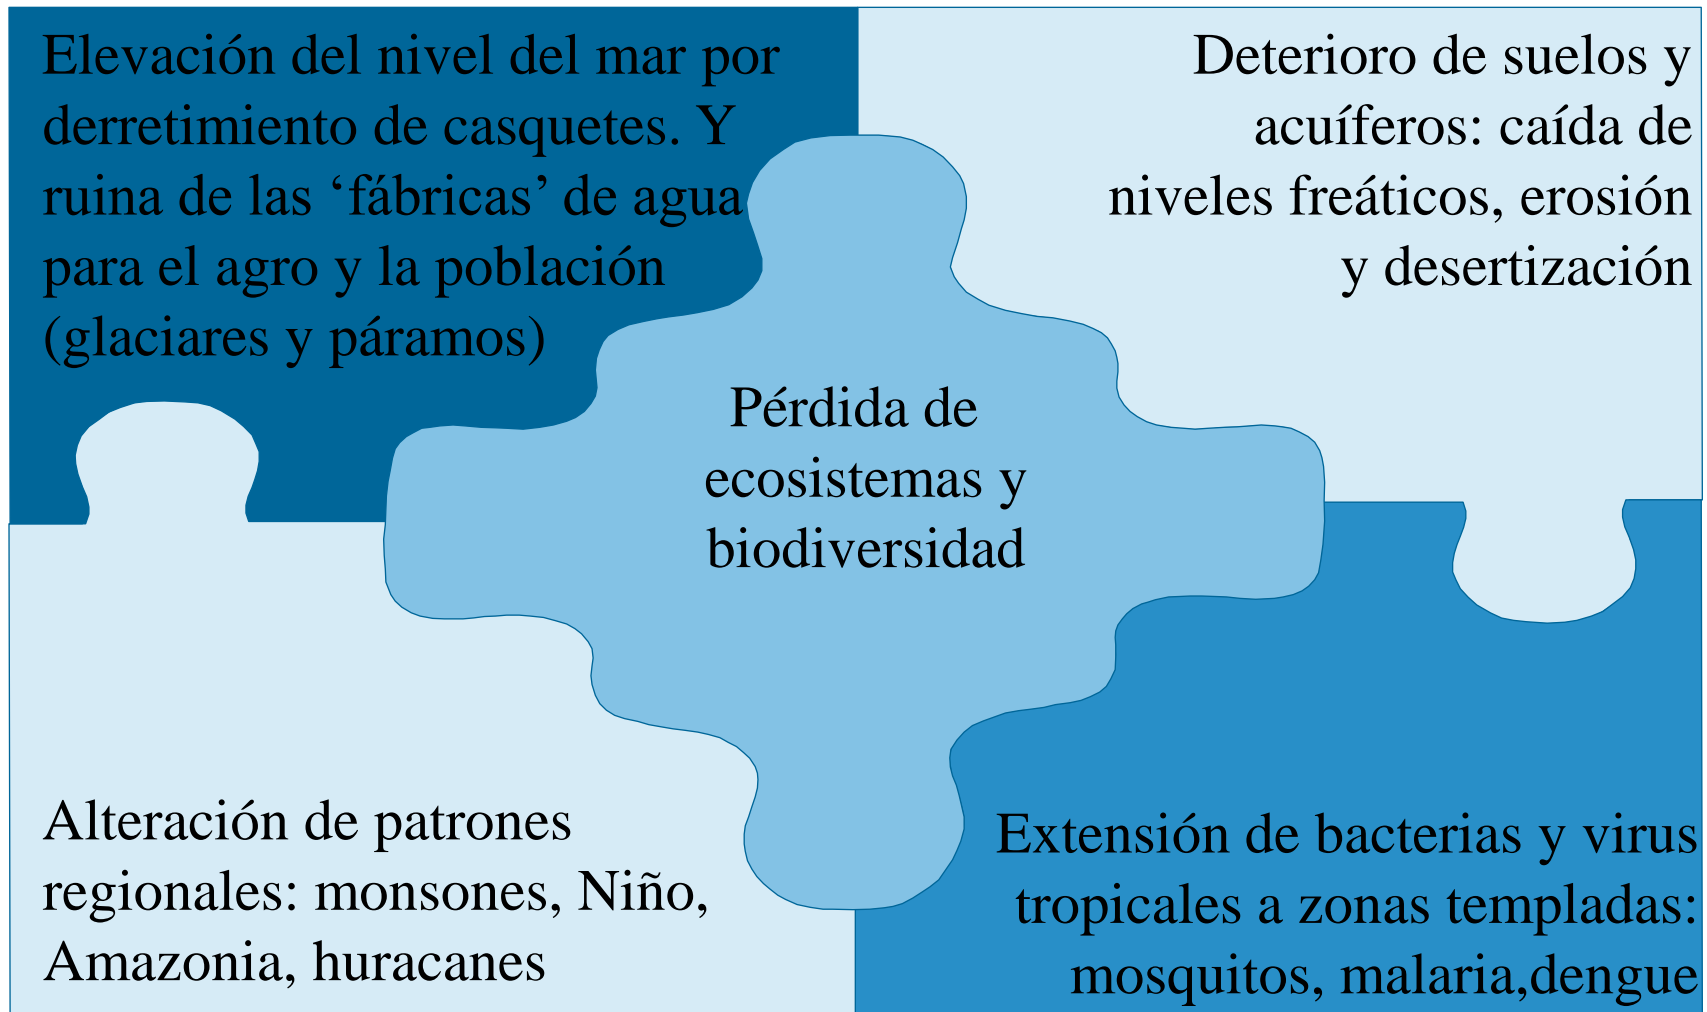 Elevación del nivel del mar por
derretimiento de casquetes. Y
ruina de las ‘fábricas’ de agua
para el agro y la población
(glaciares y páramos)
Deterioro de suelos y
acuíferos: caída de
niveles freáticos, erosión
y desertización
Pérdida de
ecosistemas y
biodiversidad
Alteración de patrones
regionales: monsones, Niño,
Amazonia, huracanes
Extensión de bacterias y virus
tropicales a zonas templadas:
mosquitos, malaria,dengue